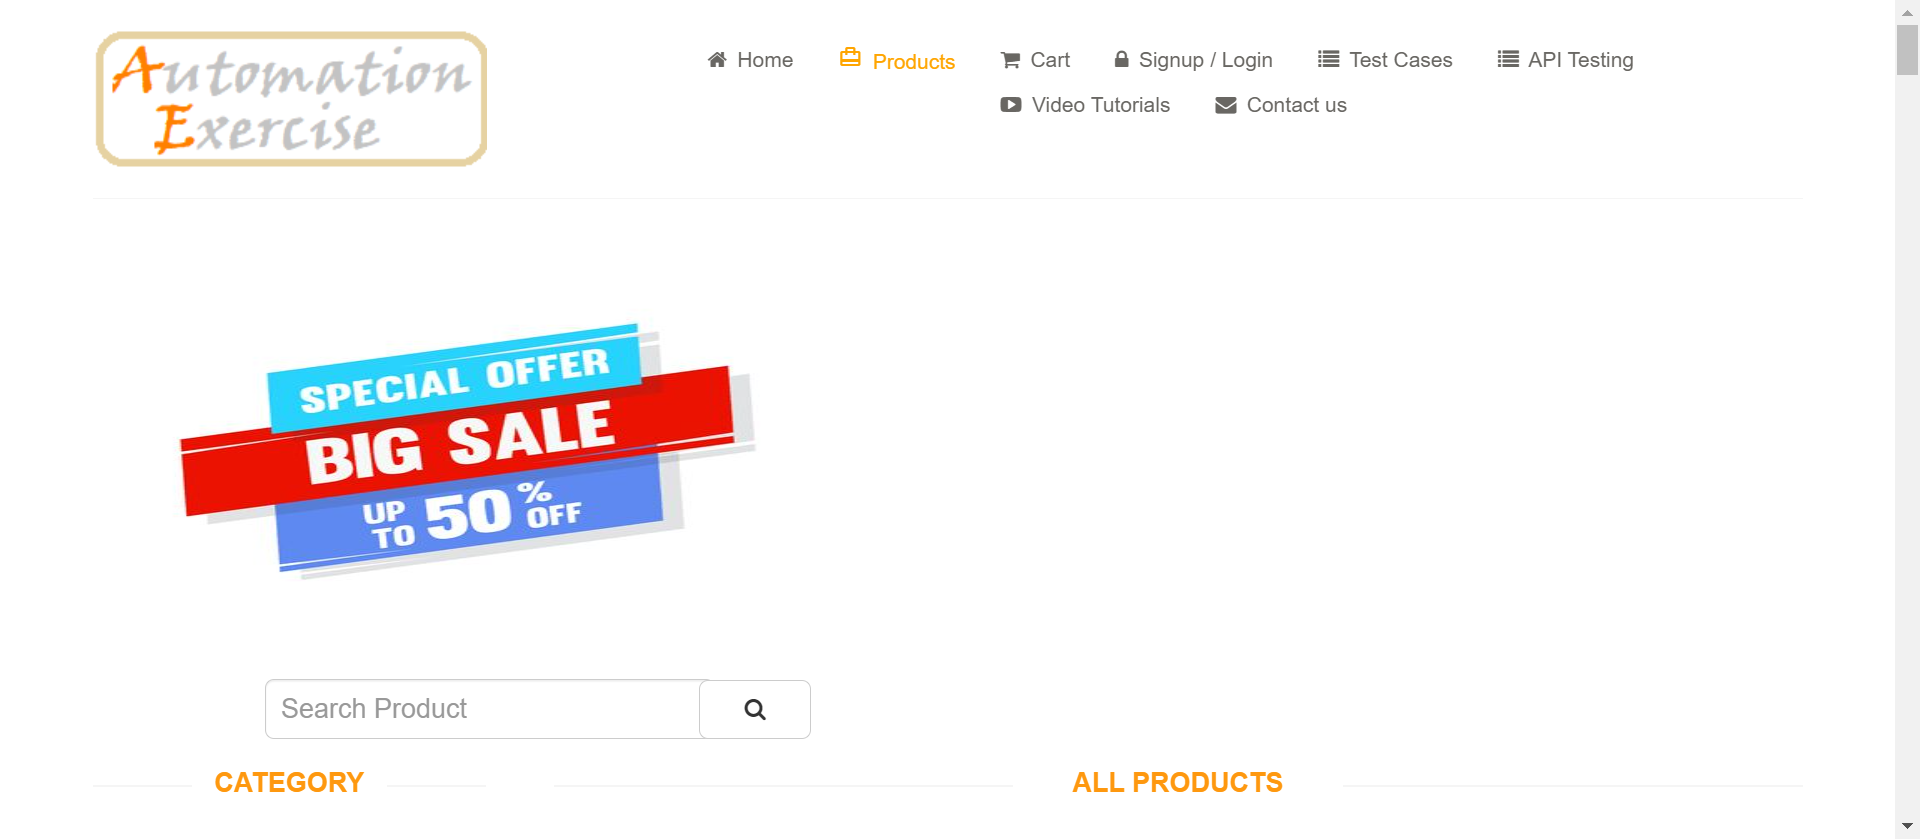 Automation
Exercise
Home Products Cart Signup / Login Test Cases API Testing
Video Tutorials Contact us
SPECIAL OFFER
BIG SALE
UP TO 50% OFF
Search Product
CATEGORY
ALL PRODUCTS